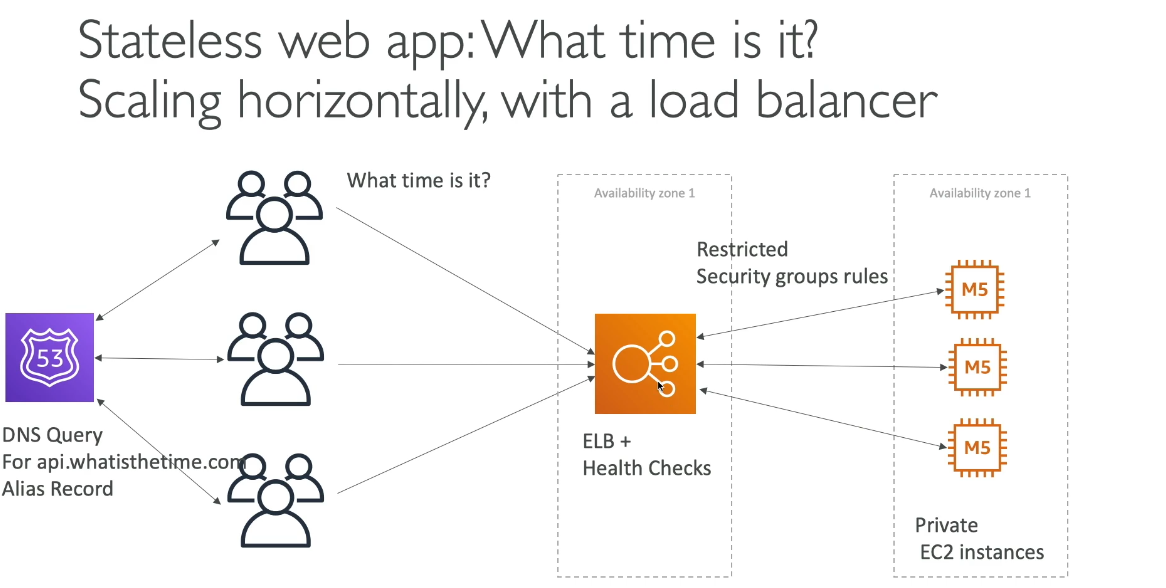 Stateless web app: What time is it?
Scaling horizontally, with a load balancer
What time is it?
Availability zone 1
Availability zone 1
Restricted
Security groups rules
M5
53
M5
DNS Query
For api.whatisthetime.com
Alias Record
ELB +
Health Checks
M5
Private
EC2 instances